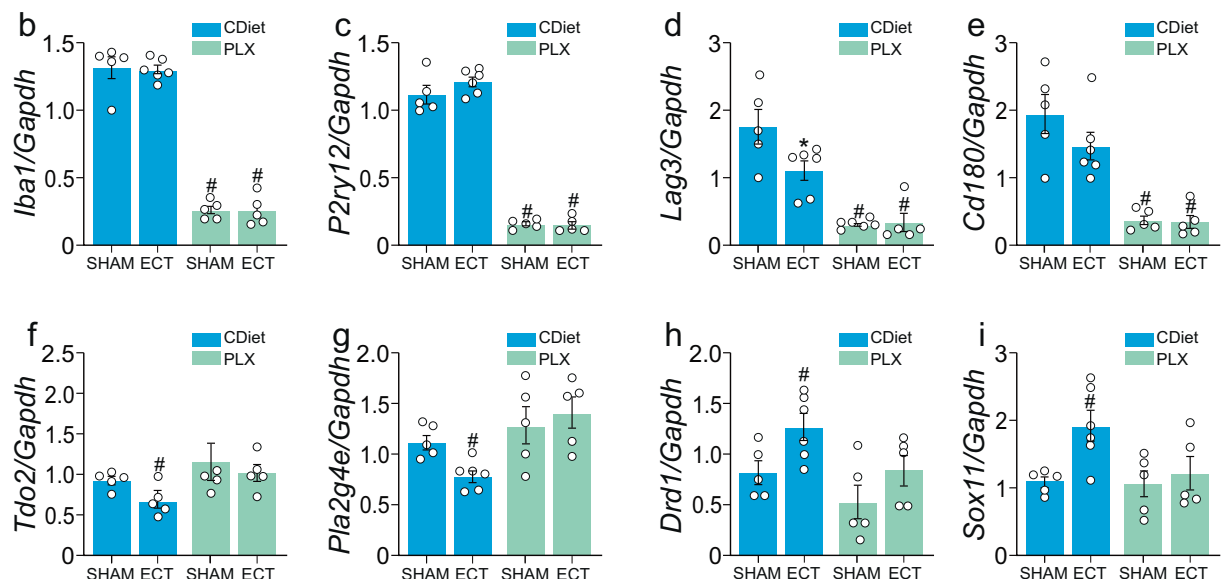 b
CDiet
PLX
Iba1/Gapdh
1.5
1.0
0.5
0
#
#
SHAM ECT SHAM ECT
c
CDiet
PLX
P2ry12/Gapdh
1.5
1.0
0.5
0
#
#
SHAM ECT SHAM ECT
d
CDiet
PLX
Lag3/Gapdh
3
2
1
0
*
#
#
SHAM ECT SHAM ECT
e
CDiet
PLX
Cd180/Gapdh
3
2
1
0
#
#
SHAM ECT SHAM ECT
f
CDiet
PLX
Tdo2/Gapdh
2.5
2.0
1.5
1.0
0.5
0
#
SHAM ECT SHAM ECT
g
CDiet
PLX
Pla2g4e/Gapdh
2.0
1.5
1.0
0.5
0
#
SHAM ECT SHAM ECT
h
CDiet
PLX
Drd1/Gapdh
2.0
1.5
1.0
0.5
0
#
SHAM ECT SHAM ECT
i
CDiet
PLX
Sox11/Gapdh
3
2
1
0
#
SHAM ECT SHAM ECT